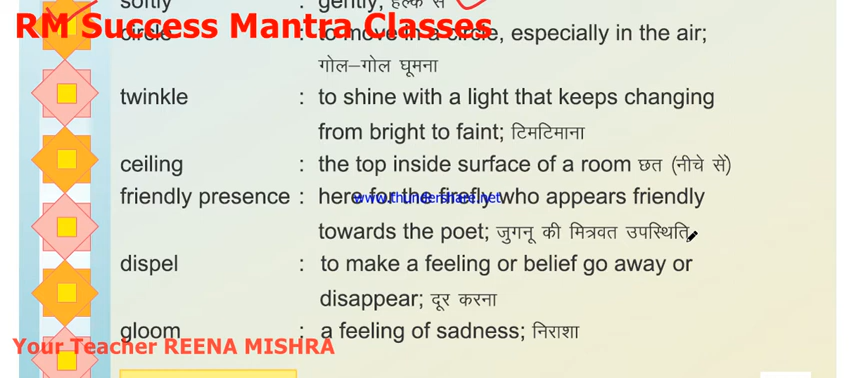 softly : gently; हल्के से
RM Success Mantra Classes
circle : to move in a circle, especially in the air;
गोल–गोल घूमना
twinkle : to shine with a light that keeps changing
from bright to faint; टिमटिमाना
ceiling : the top inside surface of a room छत (नीचे से)
friendly presence : here for the firefly who appears friendly
www.thundershare.net
towards the poet; जुगनू की मित्रवत उपस्थिति
dispel : to make a feeling or belief go away or
disappear; दूर करना
gloom : a feeling of sadness; निराशा
Your Teacher REENA MISHRA